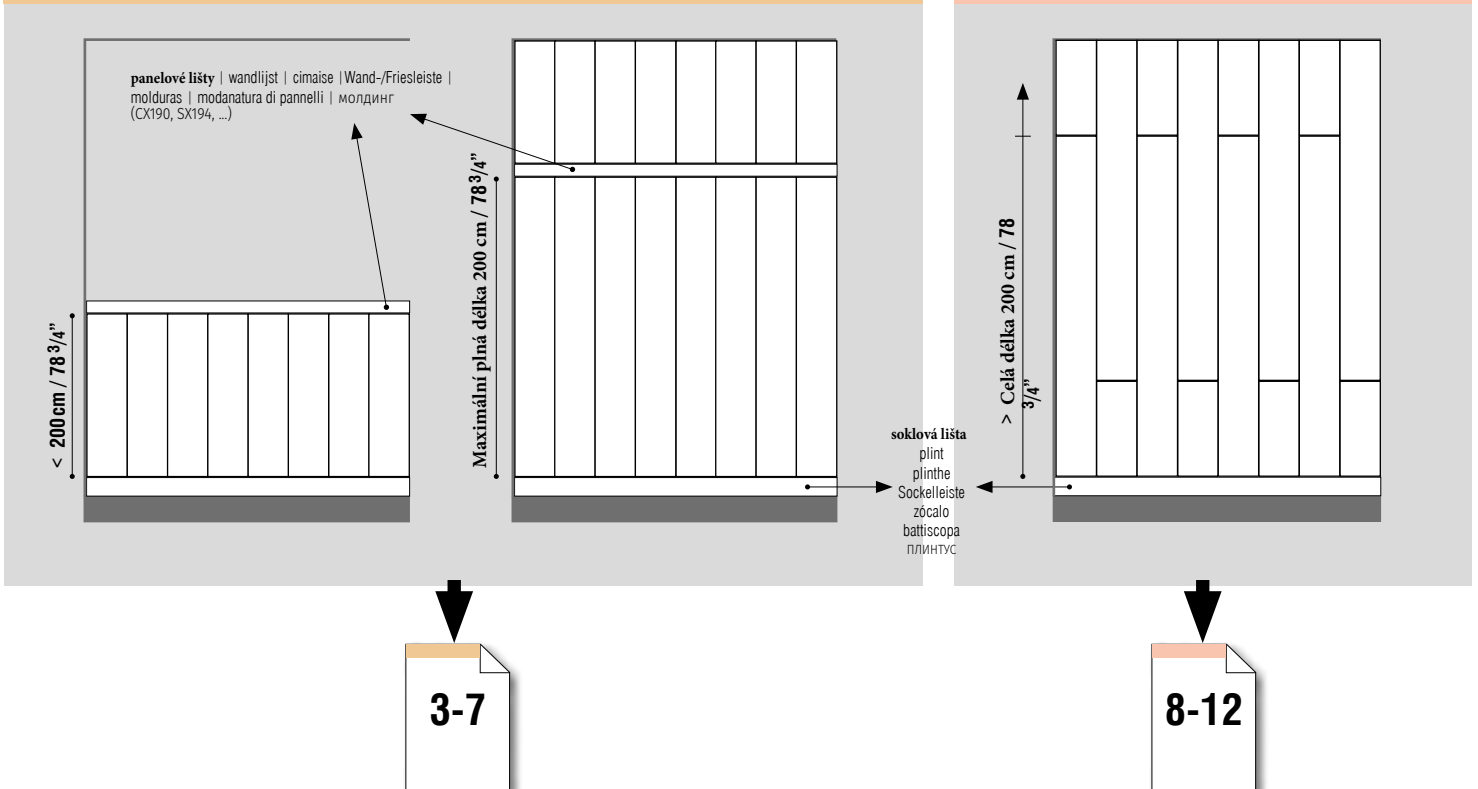 panelové lišty | wandlijst | cimaise |Wand-/Friesleiste |
molduras | modanatura di pannelli | молдинг
(CX190, SX194, ...)
< 200cm / 78 3/4”
Maximální plná délka 200 cm / 78 3/4”
> Celá délka 200 cm / 78
3/4”
soklová lišta
plint
plinthe
Sockelleiste
zócalo
battiscopa
плинтус
3-7
8-12